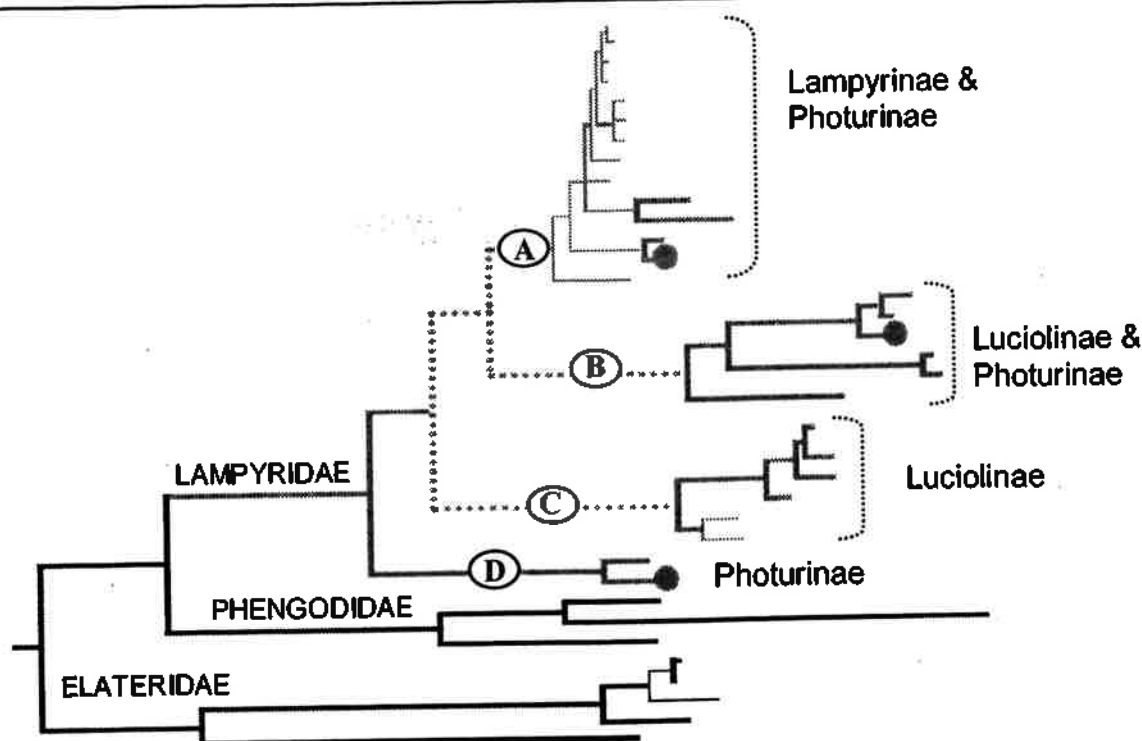 Lampyrinae &
Photurinae
A
Luciolinae &
Photurinae
B
LAMPYRIDAE
Luciolinae
C
D
Photurinae
PHENGODIDAE
ELATERIDAE